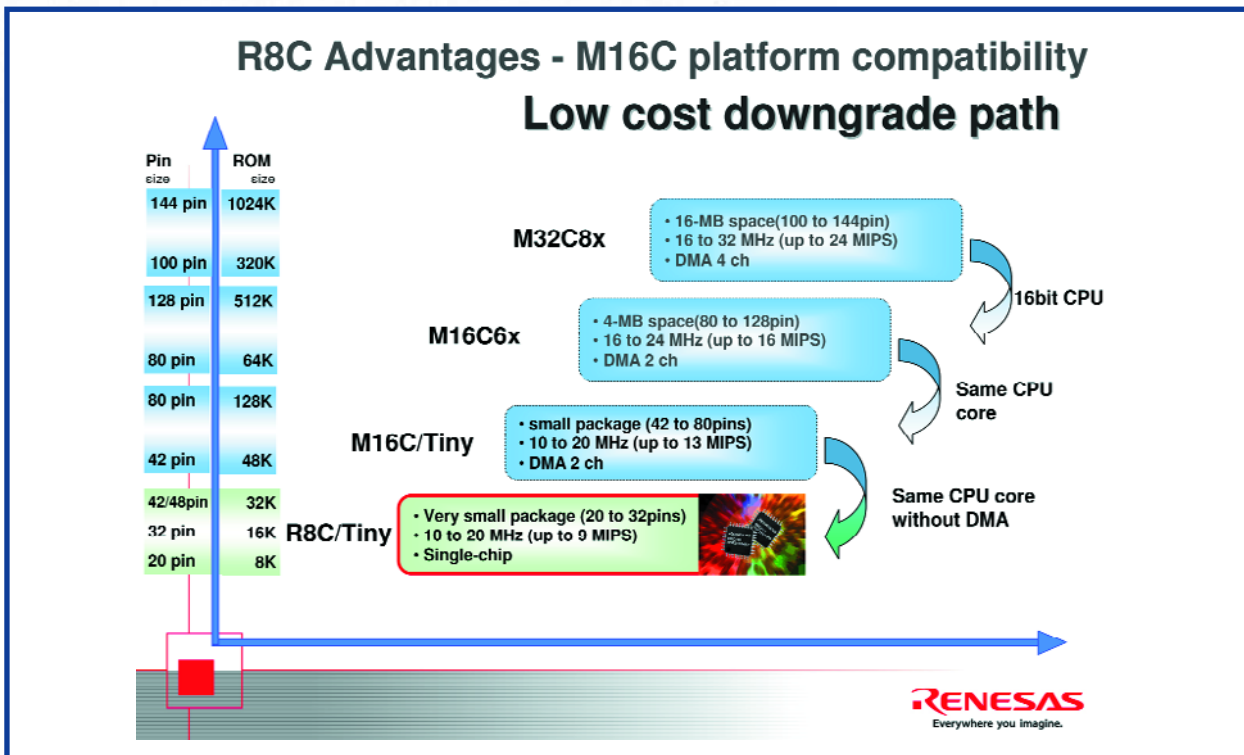 R8C Advantages - M16C platform compatibility
Low cost downgrade path
Pin size
ROM size
144 pin 1024K
100 pin 320K
128 pin 512K
80 pin 64K
80 pin 128K
42 pin 48K
42/48pin 32K
32 pin 16K
20 pin 8K
M32C8x
• 16-MB space(100 to 144pin)
• 16 to 32 MHz (up to 24 MIPS)
• DMA 4 ch
16bit CPU
M16C6x
• 4-MB space(80 to 128pin)
• 16 to 24 MHz (up to 16 MIPS)
• DMA 2 ch
Same CPU
core
M16C/Tiny
• small package (42 to 80pins)
• 10 to 20 MHz (up to 13 MIPS)
• DMA 2 ch
Same CPU core
without DMA
R8C/Tiny
• Very small package (20 to 32pins)
• 10 to 20 MHz (up to 9 MIPS)
• Single-chip
RENESAS
Everywhere you imagine.